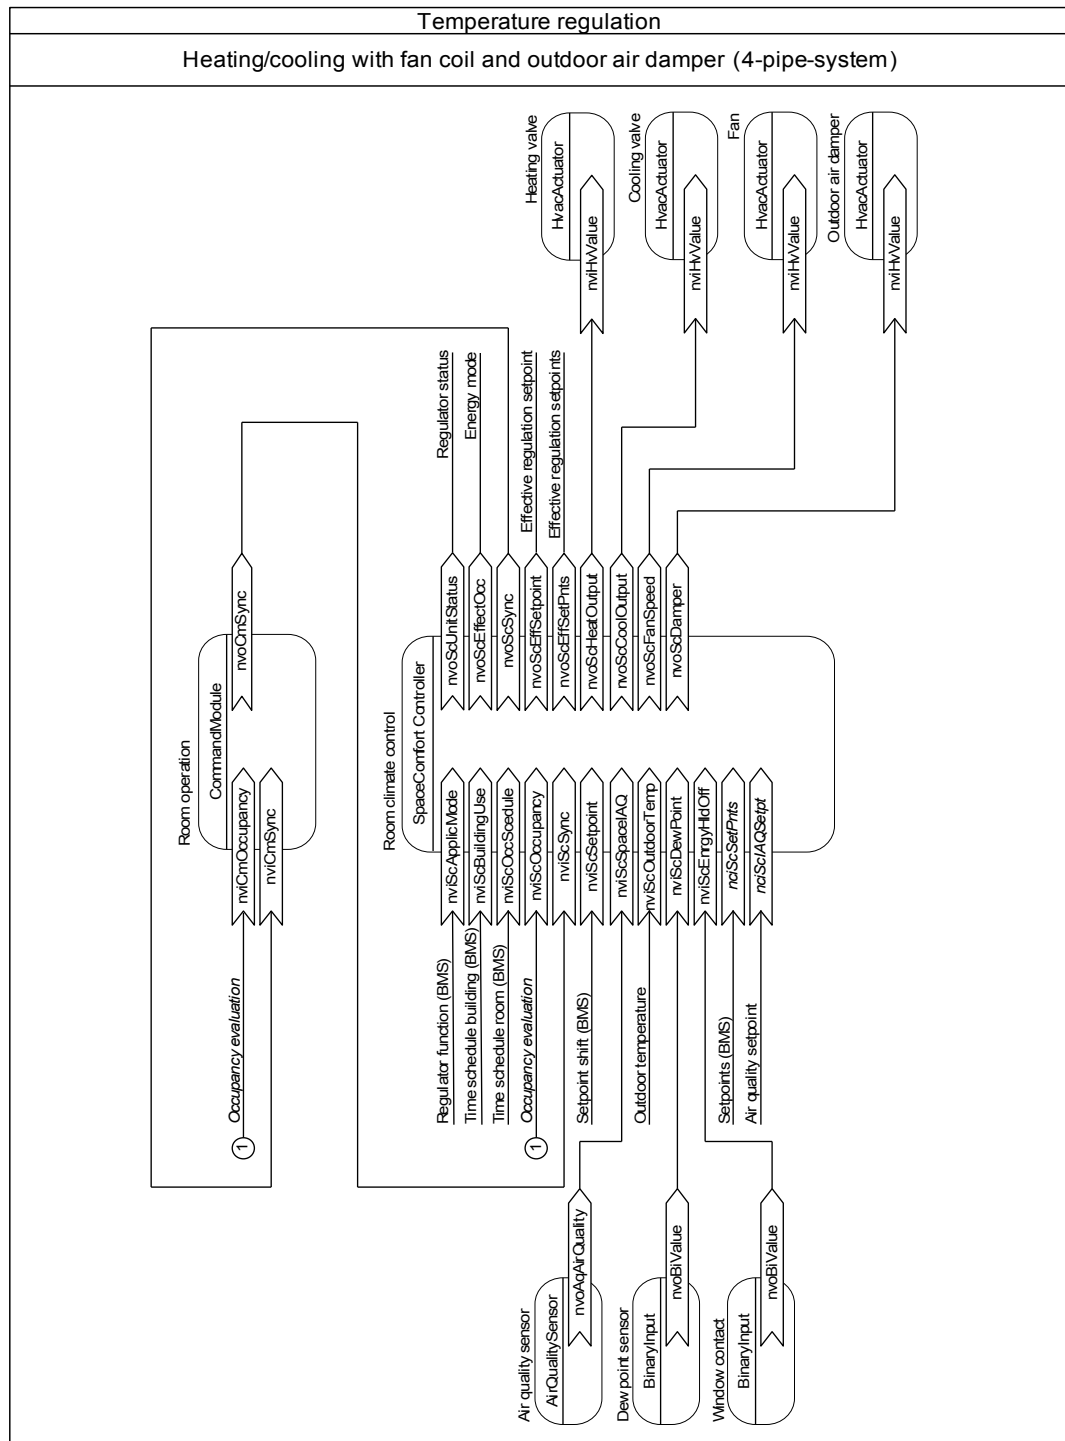 Temperature regulation
Heating/cooling with fan coil and outdoor air damper (4-pipe-system)
Heating valve
HvacActuator
nviHvValue
Cooling valve
HvacActuator
nviHvValue
Fan
HvacActuator
nviHvValue
Outdoor air damper
HvacActuator
nviHvValue
Regulator status
Energy mode
Effective regulation setpoint
Effective regulation setpoints
Room operation
CommandModule
nvoCmSync
nviCmOccupancy
nviCmSync
Room climate control
SpaceComfort Controller
nvoScUnitStatus
nvoScEffectOcc
nvoScSync
nvoScEffSetpoint
nvoScEffSetPnts
nvoScHeatOutput
nvoScCoolOutput
nvoScFanSpeed
nvoScDamper
nviScApplicMode
nviScBuildingUse
nviScOccScedule
nviScOccupancy
nviScSync
nviScSetpoint
nviScSpaceIAQ
nviScOutdoorTemp
nviScDewPoint
nviScEnrgyHldOff
nciScSetPnts
nciScIAQSetpt
1
Occupancy evaluation
Regulator function (BMS)
Time schedule building (BMS)
Time schedule room (BMS)
1
Occupancy evaluation
Setpoint shift (BMS)
Outdoor temperature
Setpoints (BMS)
Air quality setpoint
Air quality sensor
AirQualitySensor
nvoAqAirQuality
Dew point sensor
BinaryInput
nvoBiValue
Window contact
BinaryInput
nvoBiValue